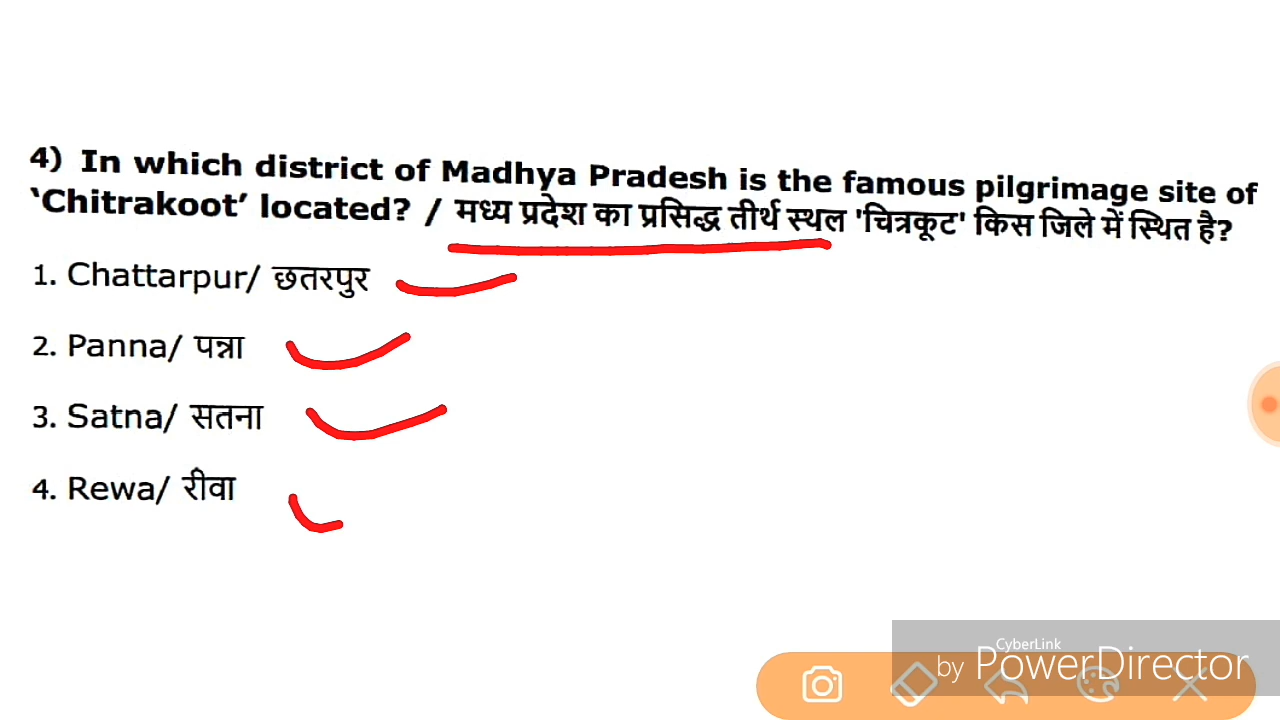 4) In which district of Madhya Pradesh is the famous pilgrimage site of
‘Chitrakoot’ located? / मध्य प्रदेश का प्रसिद्ध तीर्थ स्थल 'चित्रकूट' किस जिले में स्थित है?
1. Chattarpur/ छतरपुर
2. Panna/ पन्ना
3. Satna/ सतना
4. Rewa/ रीवा
CyberLink
by PowerDirector